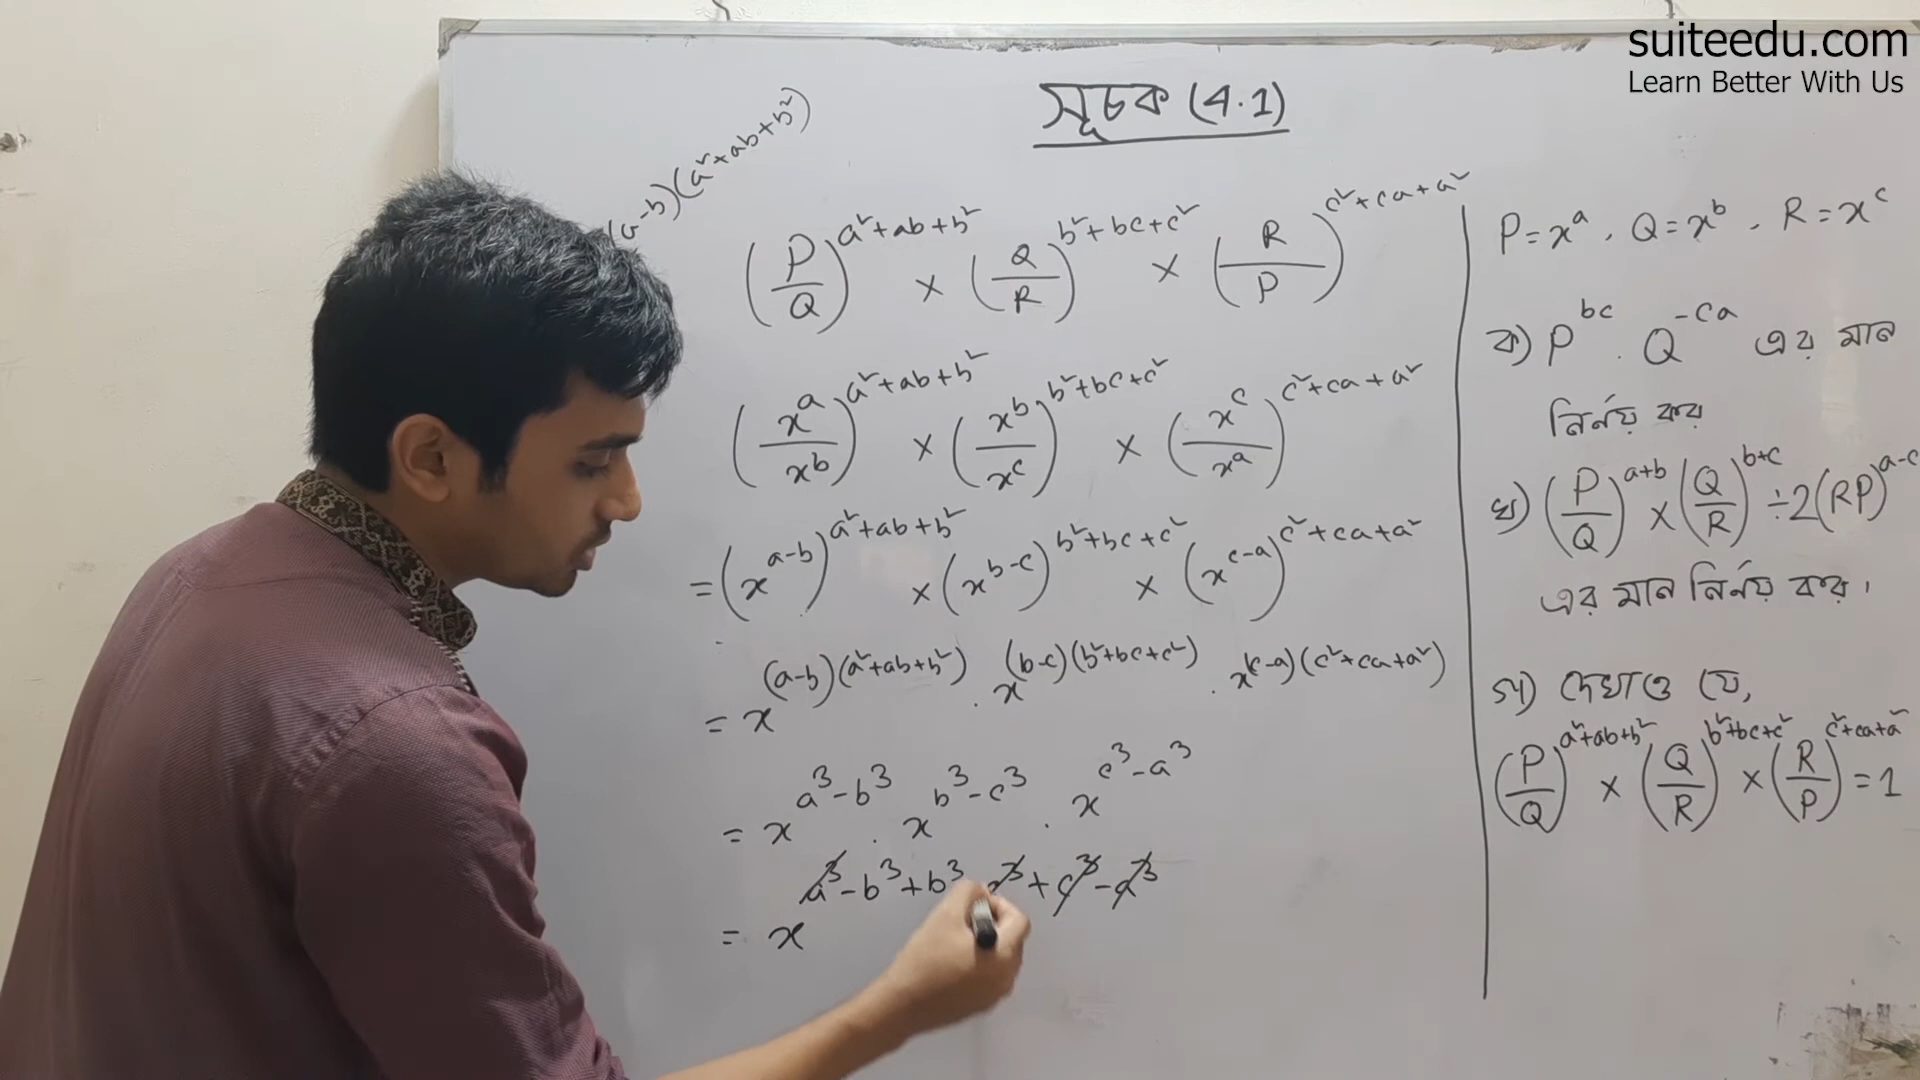 suiteedu.com
Learn Better With Us
সূচক (4.1)
(a-b)(a²+ab+b²)
(P/Q)^(a²+ab+b²) × (Q/R)^(b²+bc+c²) × (R/P)^(c²+ca+a²)
(x^a/x^b)^(a²+ab+b²) × (x^b/x^c)^(b²+bc+c²) × (x^c/x^a)^(c²+ca+a²)
= (x^(a-b))^(a²+ab+b²) × (x^(b-c))^(b²+bc+c²) × (x^(c-a))^(c²+ca+a²)
= x^((a-b)(a²+ab+b²)) . x^((b-c)(b²+bc+c²)) . x^((c-a)(c²+ca+a²))
= x^(a³-b³) . x^(b³-c³) . x^(c³-a³)
= x^(a³-b³+b³-c³+c³-a³)
P=x^a , Q=x^b , R=x^c
ক) P^(bc) . Q^(-ca) এর মান
নির্নয় কর
খ) (P/Q)^(a+b) × (Q/R)^(b+c) ÷2(RP)^(a-c)
এর মান নির্নয় কর।
গ) দেখাও যে,
(P/Q)^(a²+ab+b²) × (Q/R)^(b²+bc+c²) × (R/P)^(c²+ca+a²) = 1